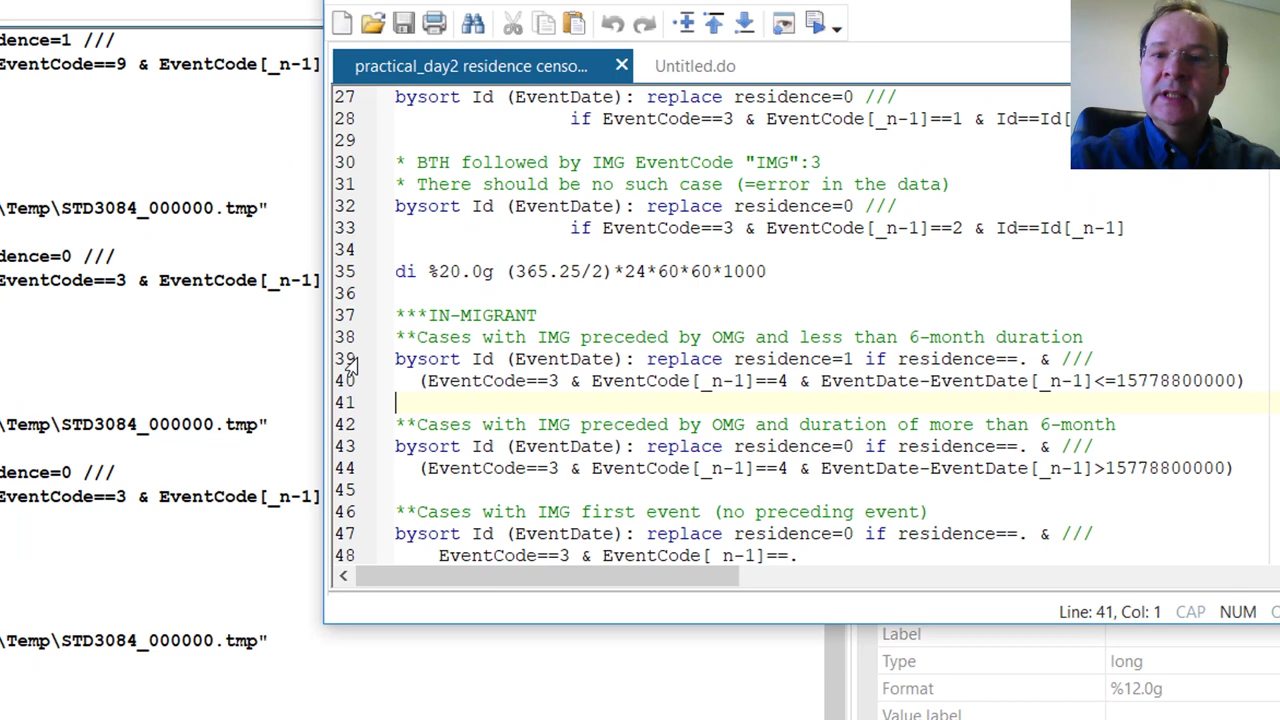 dence=1 ///
EventCode==9 & EventCode[_n-1]
\Temp\STD3084_000000.tmp"
dence=0 ///
EventCode==3 & EventCode[_n-1]
\Temp\STD3084_000000.tmp"
dence=0 ///
EventCode==3 & EventCode[_n-1]
\Temp\STD3084_000000.tmp"
practical_day2 residence censo... ✕ Untitled.do
27 bysort Id (EventDate): replace residence=0 ///
28 if EventCode==3 & EventCode[_n-1]==1 & Id==Id[
29
30 * BTH followed by IMG EventCode "IMG":3
31 * There should be no such case (=error in the data)
32 bysort Id (EventDate): replace residence=0 ///
33 if EventCode==3 & EventCode[_n-1]==2 & Id==Id[_n-1]
34
35 di %20.0g (365.25/2)*24*60*60*1000
36
37 ***IN-MIGRANT
38 **Cases with IMG preceded by OMG and less than 6-month duration
39 bysort Id (EventDate): replace residence=1 if residence==. & ///
40 (EventCode==3 & EventCode[_n-1]==4 & EventDate-EventDate[_n-1]<=15778800000)
41
42 **Cases with IMG preceded by OMG and duration of more than 6-month
43 bysort Id (EventDate): replace residence=0 if residence==. & ///
44 (EventCode==3 & EventCode[_n-1]==4 & EventDate-EventDate[_n-1]>15778800000)
45
46 **Cases with IMG first event (no preceding event)
47 bysort Id (EventDate): replace residence=0 if residence==. & ///
48 EventCode==3 & EventCode[_n-1]==.
Line: 41, Col: 1 CAP NUM
Label
Type long
Format %12.0g
Value label